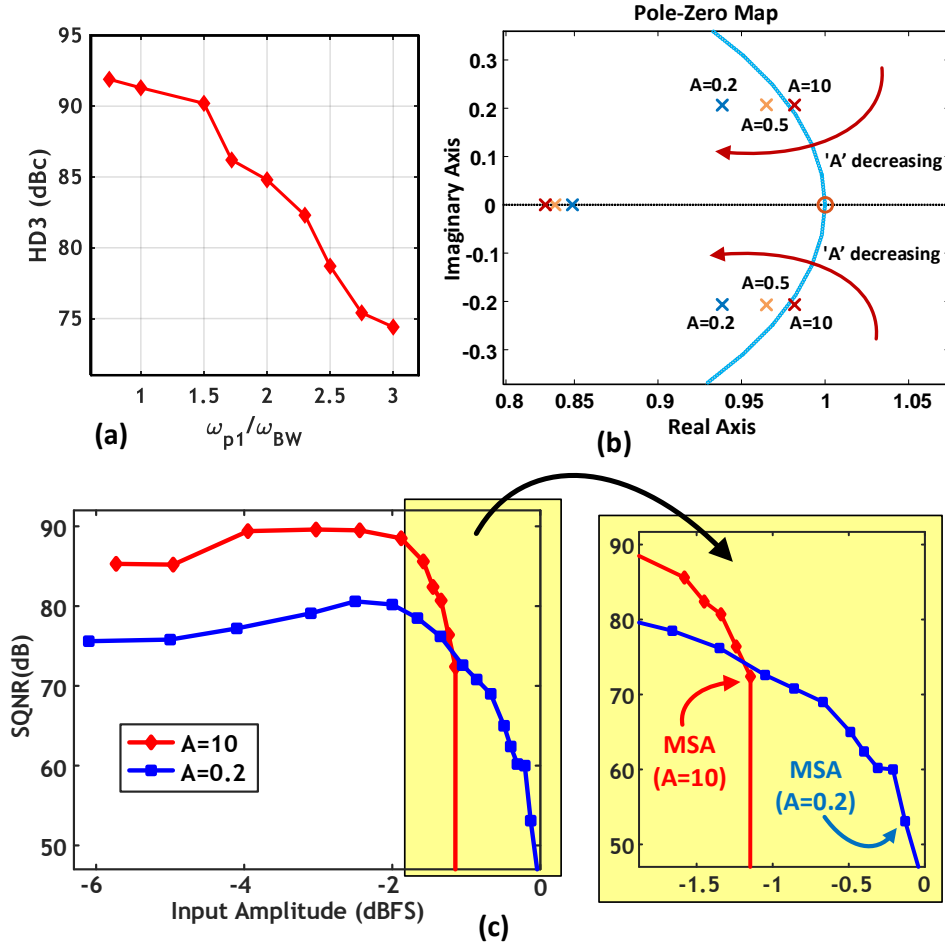 95
90
85
80
75
HD3 (dBc)
1
1.5
2
2.5
3
ω_p1/ω_BW
(a)
Pole-Zero Map
0.3
0.2
0.1
0
-0.1
-0.2
-0.3
Imaginary Axis
A=0.2
A=10
A=0.5
'A' decreasing
'A' decreasing
A=0.5
A=0.2
A=10
0.8
0.85
0.9
0.95
1
1.05
Real Axis
(b)
90
80
70
60
50
SQNR(dB)
A=10
A=0.2
-6
-4
-2
0
Input Amplitude (dBFS)
90
80
70
60
50
MSA
(A=10)
MSA
(A=0.2)
-1.5
-1
-0.5
0
(c)